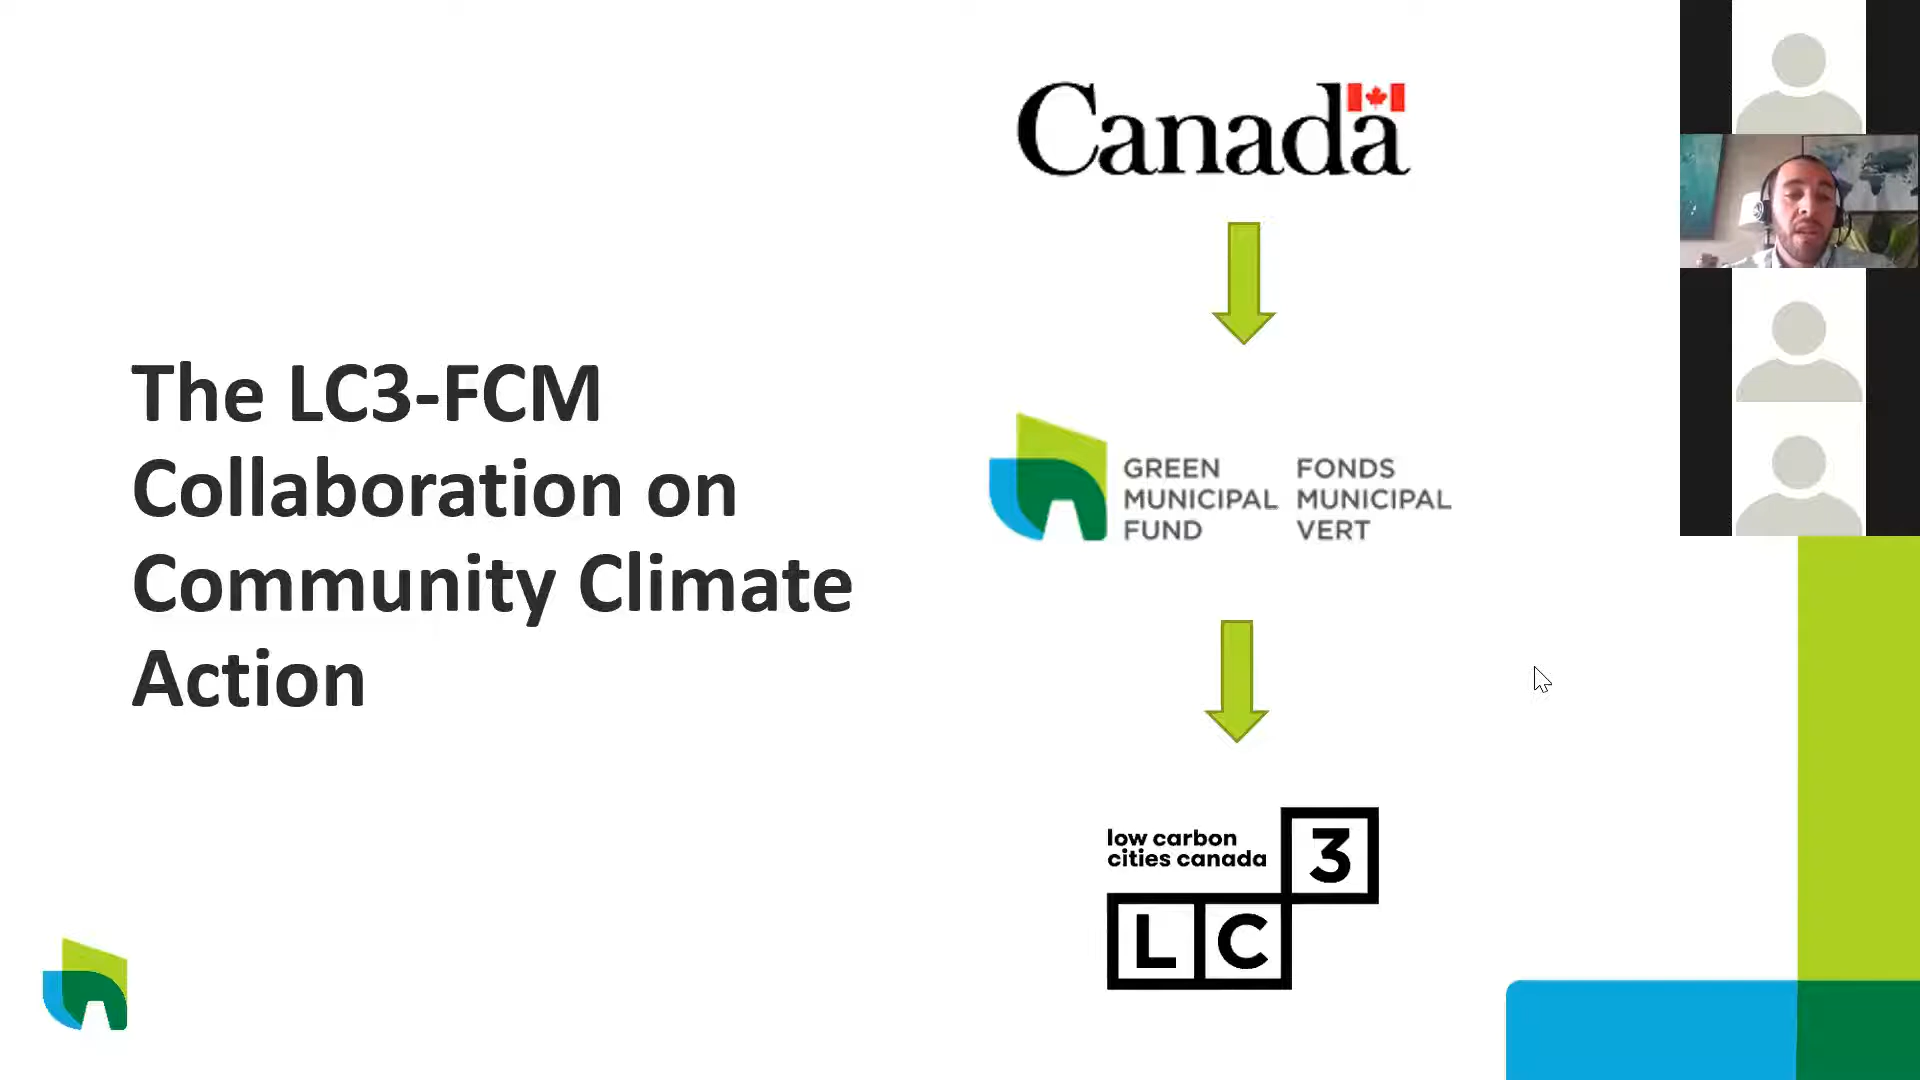 The LC3-FCM
Collaboration on
Community Climate
Action
Canada
GREEN
MUNICIPAL
FUND
FONDS
MUNICIPAL
VERT
low carbon
cities canada
3
LC